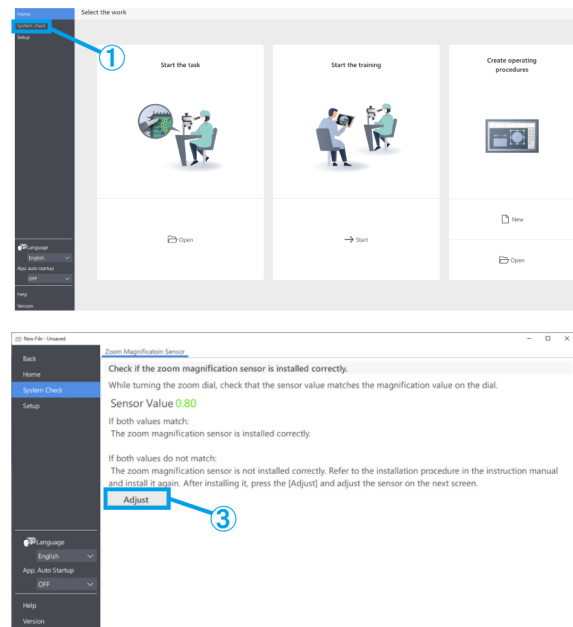 Home
Select the work
System check
Setup
1
Start the task
Start the training
Create operating
procedures
New
Open
Start
Open
Language
English
App. auto startup
OFF
Help
Version
New File - Unsaved
Back
Home
System Check
Setup
Zoom Magnificatoin Sensor
Check if the zoom magnification sensor is installed correctly.
While turning the zoom dial, check that the sensor value matches the magnification value on the dial.
Sensor Value 0.80
If both values match:
The zoom magnification sensor is installed correctly.
If both values do not match:
The zoom magnification sensor is not installed correctly. Refer to the installation procedure in the instruction manual
and install it again. After installing it, press the [Adjust] and adjust the sensor on the next screen.
Adjust
3
Language
English
App. Auto Startup
OFF
Help
Version